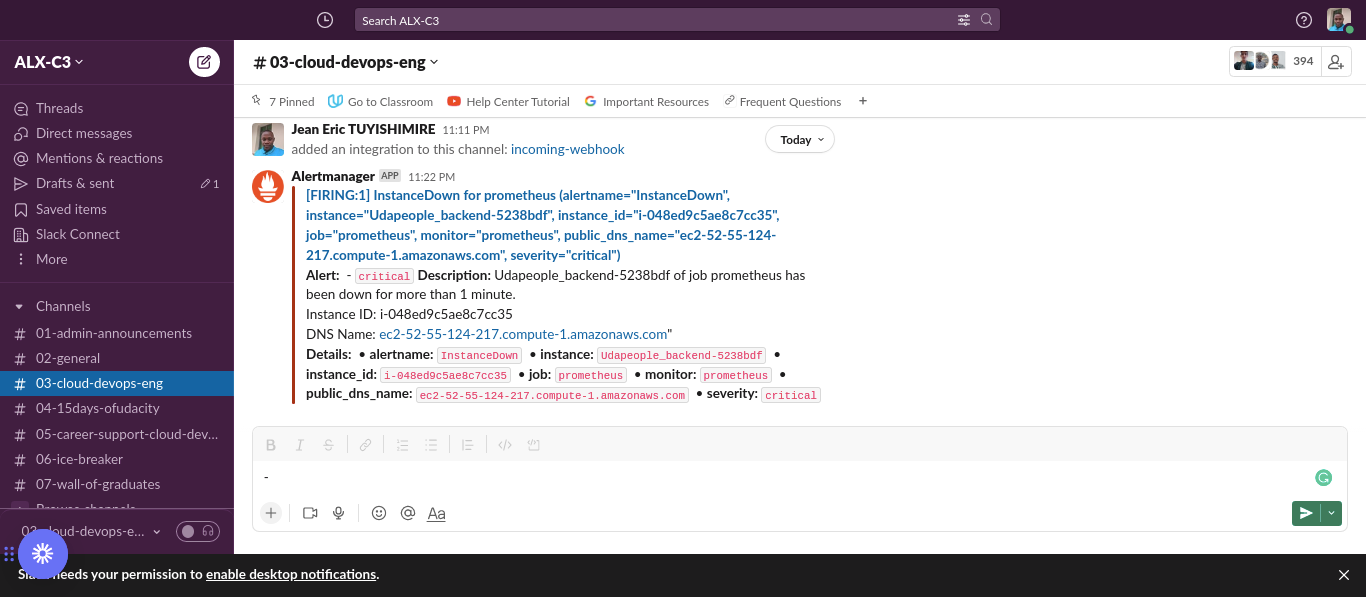 Search ALX-C3
ALX-C3
Threads
Direct messages
Mentions & reactions
Drafts & sent
1
Saved items
Slack Connect
More
Channels
# 01-admin-announcements
# 02-general
# 03-cloud-devops-eng
# 04-15days-ofudacity
# 05-career-support-cloud-dev...
# 06-ice-breaker
# 07-wall-of-graduates
Browse channels
03-cloud-devops-e...
# 03-cloud-devops-eng
394
7 Pinned
Go to Classroom
Help Center Tutorial
Important Resources
Frequent Questions
+
Today
Jean Eric TUYISHIMIRE 11:11 PM
added an integration to this channel: incoming-webhook
Alertmanager APP 11:22 PM
[FIRING:1] InstanceDown for prometheus (alertname="InstanceDown",
instance="Udapeople_backend-5238bdf", instance_id="i-048ed9c5ae8c7cc35",
job="prometheus", monitor="prometheus", public_dns_name="ec2-52-55-124-
217.compute-1.amazonaws.com", severity="critical")
Alert: - critical Description: Udapeople_backend-5238bdf of job prometheus has
been down for more than 1 minute.
Instance ID: i-048ed9c5ae8c7cc35
DNS Name: ec2-52-55-124-217.compute-1.amazonaws.com"
Details: • alertname: InstanceDown • instance: Udapeople_backend-5238bdf •
instance_id: i-048ed9c5ae8c7cc35 • job: prometheus • monitor: prometheus •
public_dns_name: ec2-52-55-124-217.compute-1.amazonaws.com • severity: critical
B I S
-
Aa
Slack needs your permission to enable desktop notifications.